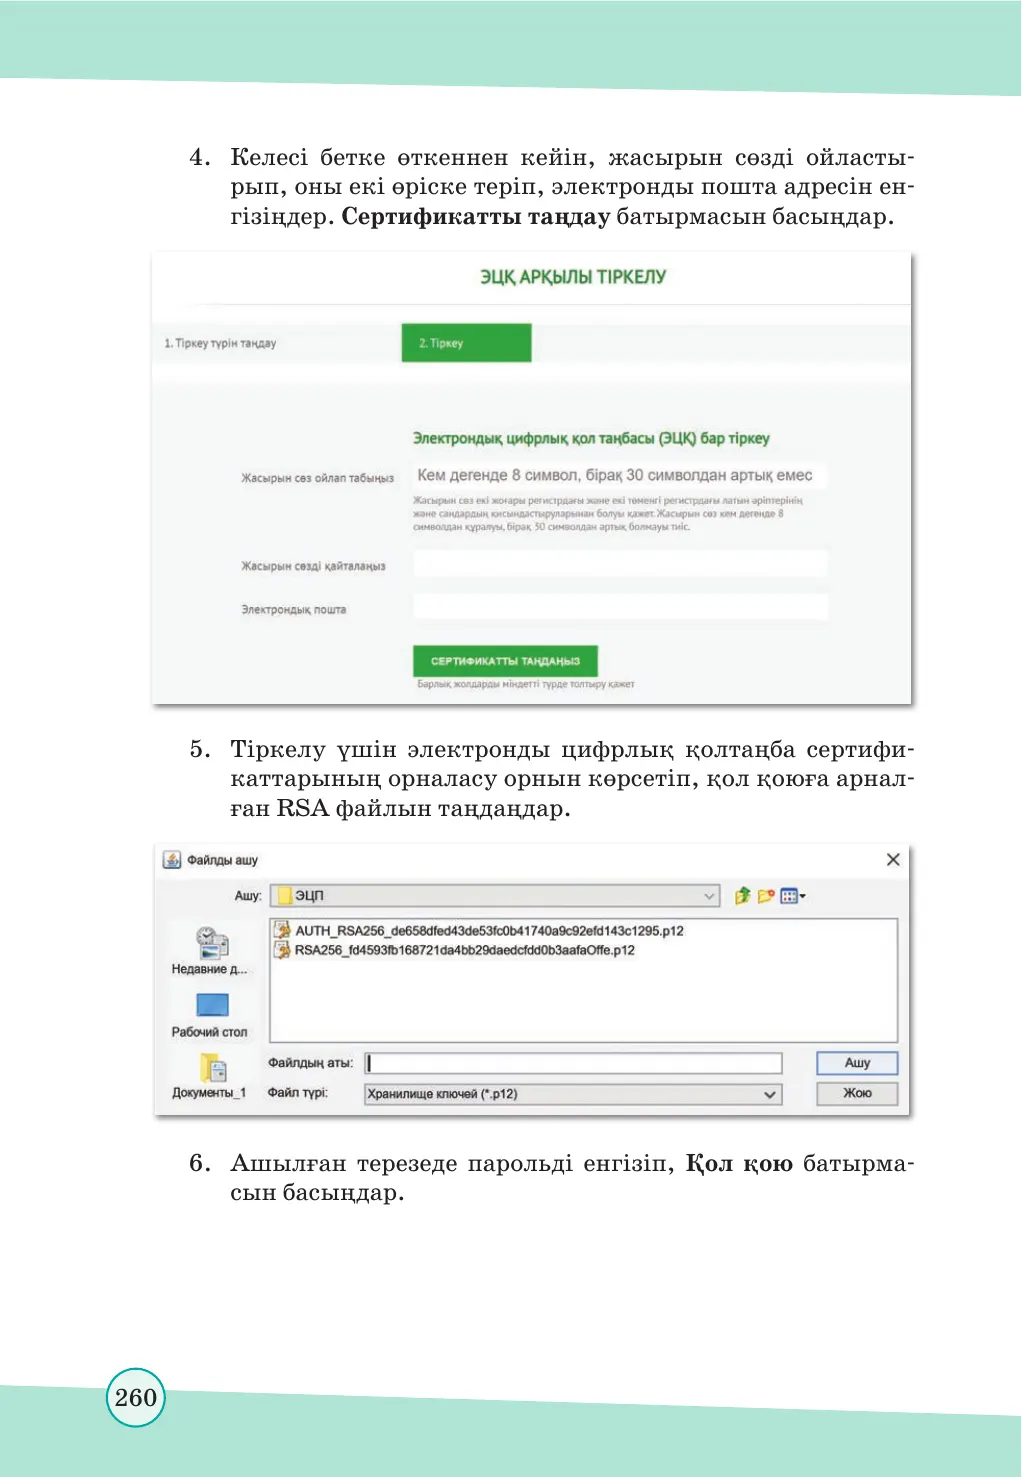 4. Келесі бетке өткеннен кейін, жасырын сөзді ойласты-
рып, оны екі өріске теріп, электронды пошта адресін ен-
гізіңдер. Сертификатты таңдау батырмасын басыңдар.
ЭЦҚ АРҚЫЛЫ ТІРКЕЛУ
1. Тіркеу түрін таңдау
2. Тіркеу
Электрондық цифрлық қол таңбасы (ЭЦҚ) бар тіркеу
Жасырын сөз ойлап табыңыз
Кем дегенде 8 символ, бірақ 30 символдан артық емес
Жасырын сөз екі жоғары регистрдағы және екі төменгі регистрдағы латын әріптерінің
және сандардың қисындастыруларынан болуы қажет. Жасырын сөз кем дегенде 8
символдан құралуы, бірақ 30 символдан артық болмауы тиіс.
Жасырын сөзді қайталаңыз
Электрондық пошта
СЕРТИФИКАТТЫ ТАҢДАҢЫЗ
Барлық жолдарды міндетті түрде толтыру қажет
5. Тіркелу үшін электронды цифрлық қолтаңба сертифи-
каттарының орналасу орнын көрсетіп, қол қоюға арнал-
ған RSA файлын таңдаңдар.
Файлды ашу
Ашу:
ЭЦП
AUTH_RSA256_de658dfed43de53fc0b41740a9c92efd143c1295.p12
RSA256_fd4593fb168721da4bb29daedcfdd0b3aafaOffe.p12
Недавние д...
Рабочий стол
Документы_1
Файлдың аты:
Ашу
Файл түрі:
Хранилище ключей (*.p12)
Жою
6. Ашылған терезеде парольді енгізіп, Қол қою батырма-
сын басыңдар.
260